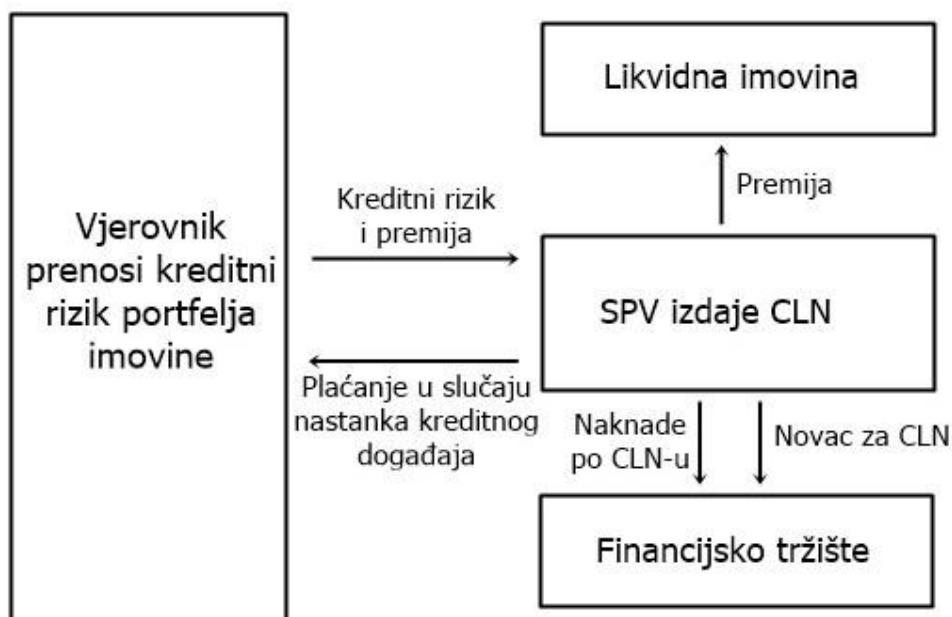 Vjerovnik
prenosi kreditni
rizik portfelja
imovine
Kreditni rizik
i premija
Plaćanje u slučaju
nastanka kreditnog
događaja
Likvidna imovina
Premija
SPV izdaje CLN
Naknade
po CLN-u
Novac za CLN
Financijsko tržište